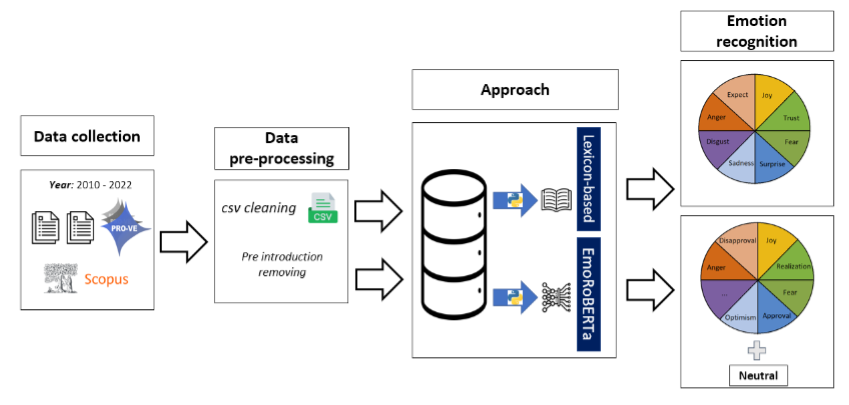 Data collection
Year: 2010 - 2022
PRO-VE
Scopus
Data
pre-processing
csv cleaning
CSV
Pre introduction
removing
Approach
Lexicon-based
EmoRoBERTa
Emotion
recognition
Expect
Joy
Anger
Trust
Disgust
Fear
Sadness
Surprise
Disapproval
Joy
Anger
Realization
...
Fear
Optimism
Approval
Neutral